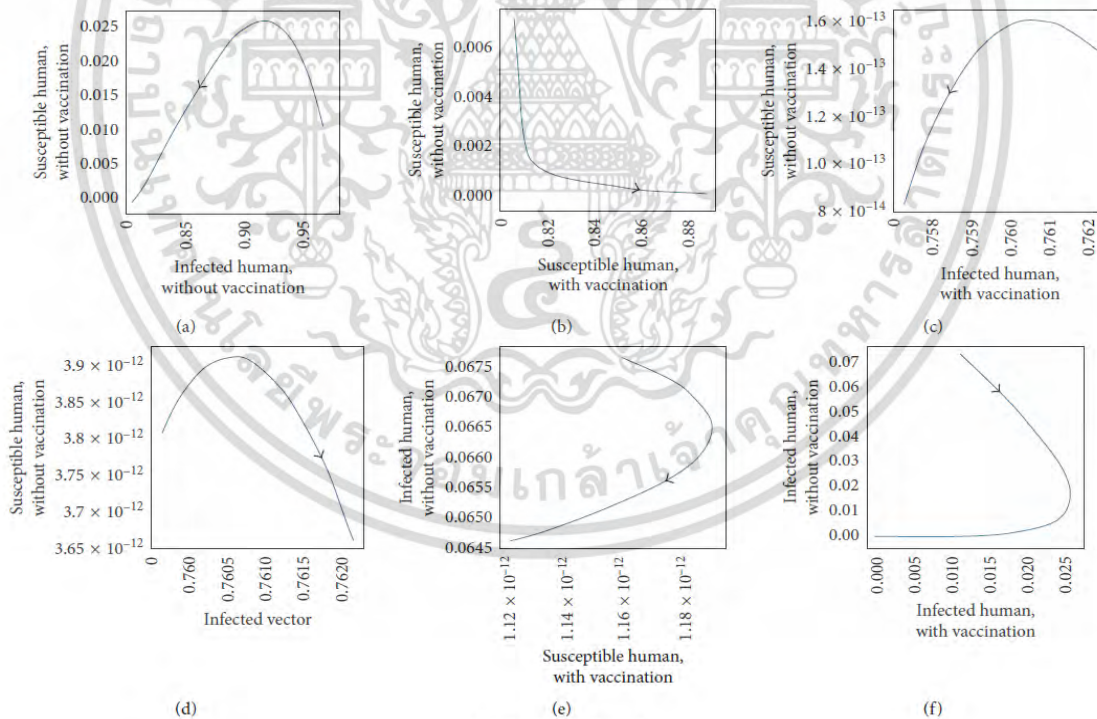 Susceptible human,
without vaccination
0.025
0.020
0.015
0.010
0.005
0.000
0
0.85
0.90
0.95
Infected human,
without vaccination
(a)
Susceptible human,
without vaccination
0.006
0.004
0.002
0.000
0
0.82
0.84
0.86
0.88
Susceptible human,
with vaccination
(b)
Susceptible human,
without vaccination
1.6 × 10⁻¹³
1.4 × 10⁻¹³
1.2 × 10⁻¹³
1.0 × 10⁻¹³
8 × 10⁻¹⁴
0
0.758
0.759
0.760
0.761
0.762
Infected human,
with vaccination
(c)
Susceptible human,
without vaccination
3.9 × 10⁻¹²
3.85 × 10⁻¹²
3.8 × 10⁻¹²
3.75 × 10⁻¹²
3.7 × 10⁻¹²
3.65 × 10⁻¹²
0
0.760
0.7605
0.7610
0.7615
0.7620
Infected vector
(d)
Infected human,
without vaccination
0.0675
0.0670
0.0665
0.0660
0.0655
0.0650
0.0645
1.12 × 10⁻¹²
1.14 × 10⁻¹²
1.16 × 10⁻¹²
1.18 × 10⁻¹²
Susceptible human,
with vaccination
(e)
Infected human,
without vaccination
0.07
0.06
0.05
0.04
0.03
0.02
0.01
0.00
0.000
0.005
0.010
0.015
0.020
0.025
Infected human,
with vaccination
(f)